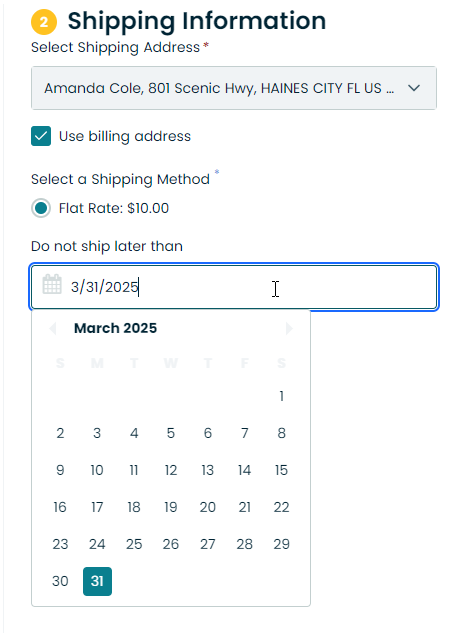 2 Shipping Information
Select Shipping Address *
Amanda Cole, 801 Scenic Hwy, HAINES CITY FL US ...
Use billing address
Select a Shipping Method *
Flat Rate: $10.00
Do not ship later than
3/31/2025
March 2025
S M T W T F S
1
2 3 4 5 6 7 8
9 10 11 12 13 14 15
16 17 18 19 20 21 22
23 24 25 26 27 28 29
30 31